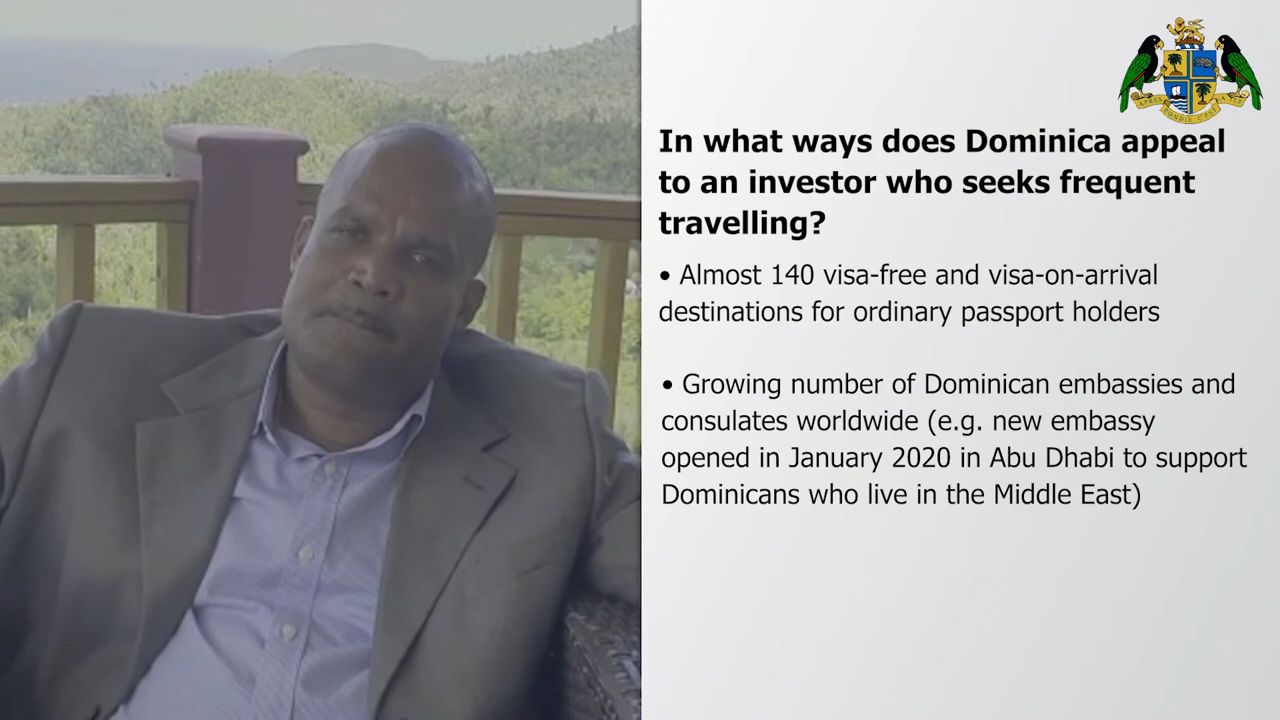 In what ways does Dominica appeal
to an investor who seeks frequent
travelling?
• Almost 140 visa-free and visa-on-arrival
destinations for ordinary passport holders
• Growing number of Dominican embassies and
consulates worldwide (e.g. new embassy
opened in January 2020 in Abu Dhabi to support
Dominicans who live in the Middle East)